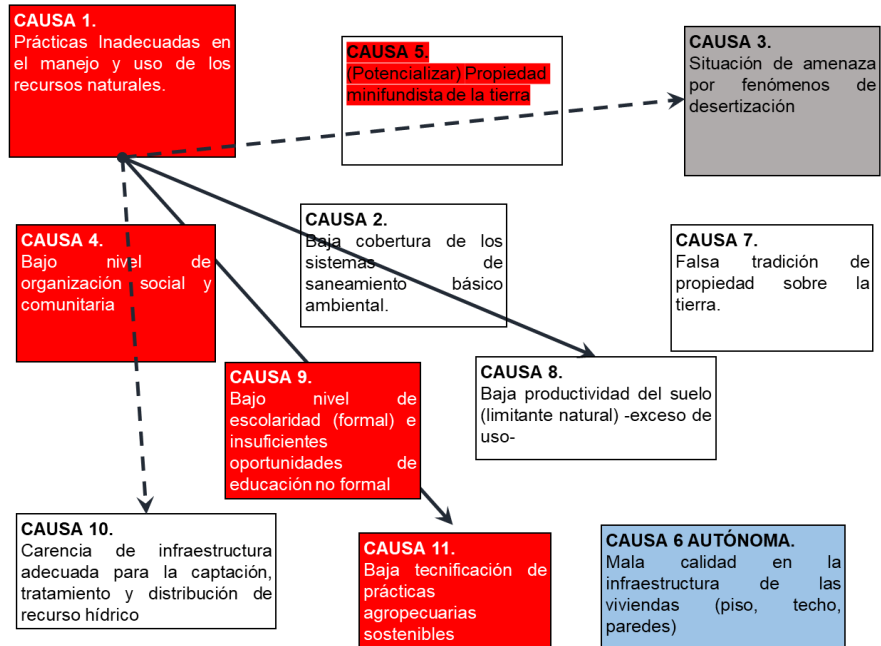 CAUSA 1.
Prácticas Inadecuadas en
el manejo y uso de los
recursos naturales.
CAUSA 5.
(Potencializar) Propiedad
minifundista de la tierra
CAUSA 3.
Situación de amenaza
por fenómenos de
desertización
CAUSA 4.
Bajo nivel de
organización social y
comunitaria
CAUSA 2.
Baja cobertura de los
sistemas de
saneamiento básico
ambiental.
CAUSA 7.
Falsa tradición de
propiedad sobre la
tierra.
CAUSA 9.
Bajo nivel de
escolaridad (formal) e
insuficientes
oportunidades de
educación no formal
CAUSA 8.
Baja productividad del suelo
(limitante natural) -exceso de
uso-
CAUSA 10.
Carencia de infraestructura
adecuada para la captación,
tratamiento y distribución de
recurso hídrico
CAUSA 11.
Baja tecnificación de
prácticas
agropecuarias
sostenibles
CAUSA 6 AUTÓNOMA.
Mala calidad en la
infraestructura de las
viviendas (piso, techo,
paredes)